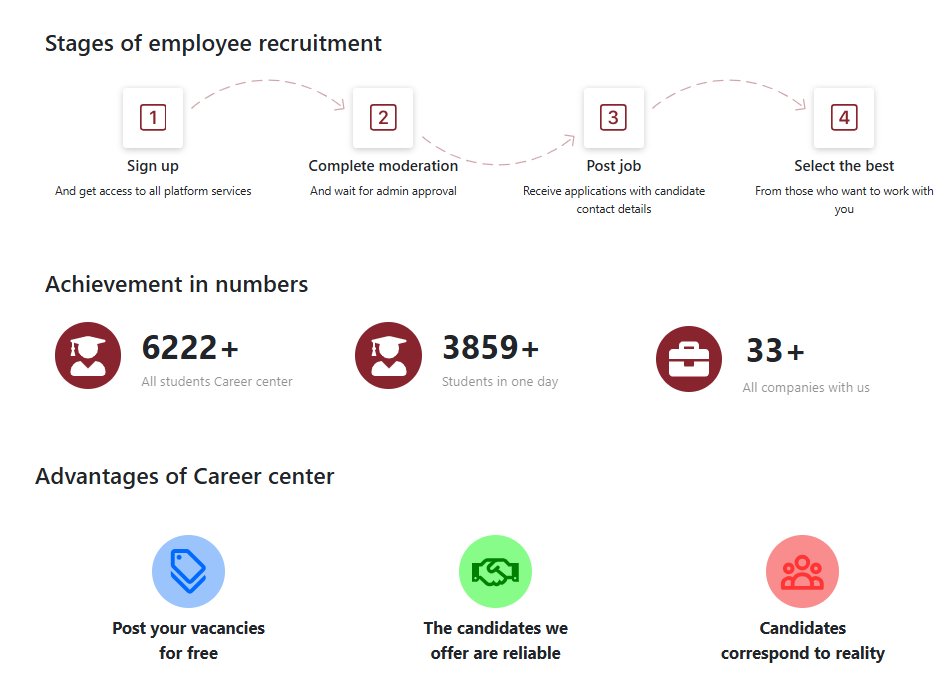 Stages of employee recruitment
1
2
3
4
Sign up
Complete moderation
Post job
Select the best
And get access to all platform services
And wait for admin approval
Receive applications with candidate
contact details
From those who want to work with
you
Achievement in numbers
6222+
All students Career center
3859+
Students in one day
33+
All companies with us
Advantages of Career center
Post your vacancies
for free
The candidates we
offer are reliable
Candidates
correspond to reality